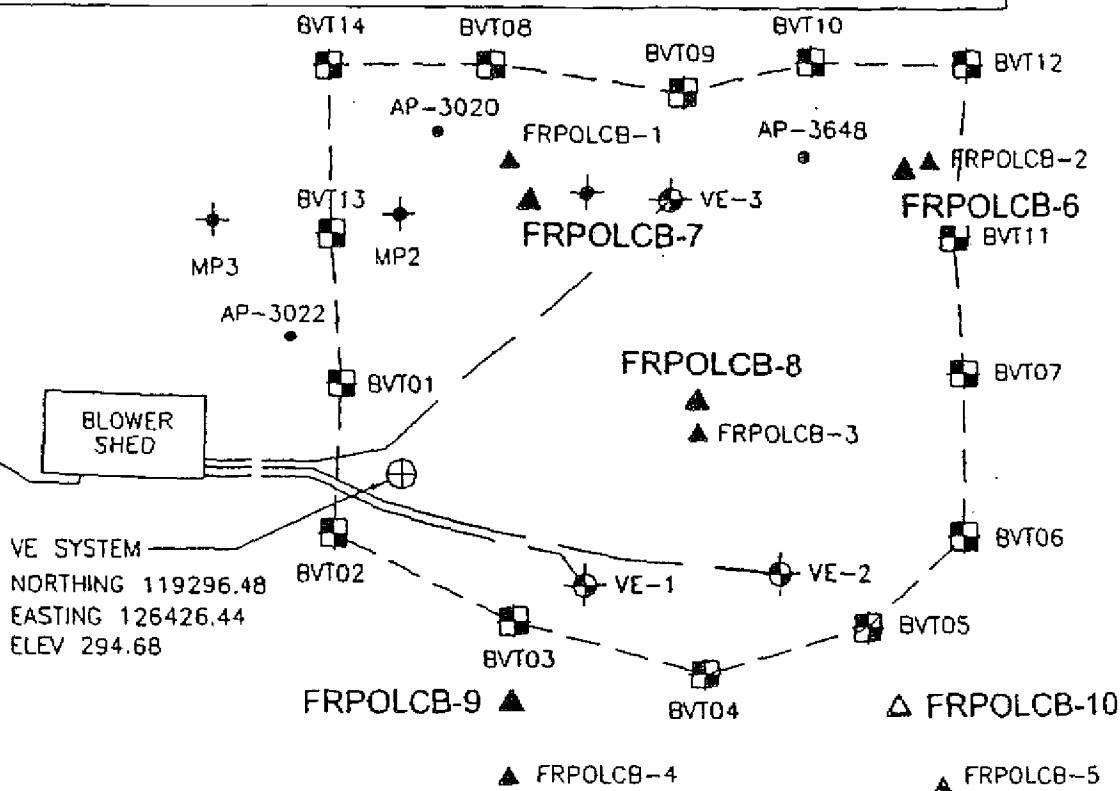 BVT14
BVT08
BVT10
BVT09
BVT12
AP-3020
FRPOLCB-1
AP-3648
FRPOLCB-2
BVT13
VE-3
FRPOLCB-6
FRPOLCB-7
BVT11
MP3
MP2
AP-3022
FRPOLCB-8
BVT01
BVT07
BLOWER
SHED
FRPOLCB-3
VE SYSTEM
NORTHING 119296.48
EASTING 126426.44
ELEV 294.68
BVT02
BVT06
VE-1
VE-2
BVT05
BVT03
FRPOLCB-9
BVT04
FRPOLCB-10
FRPOLCB-4
FRPOLCB-5